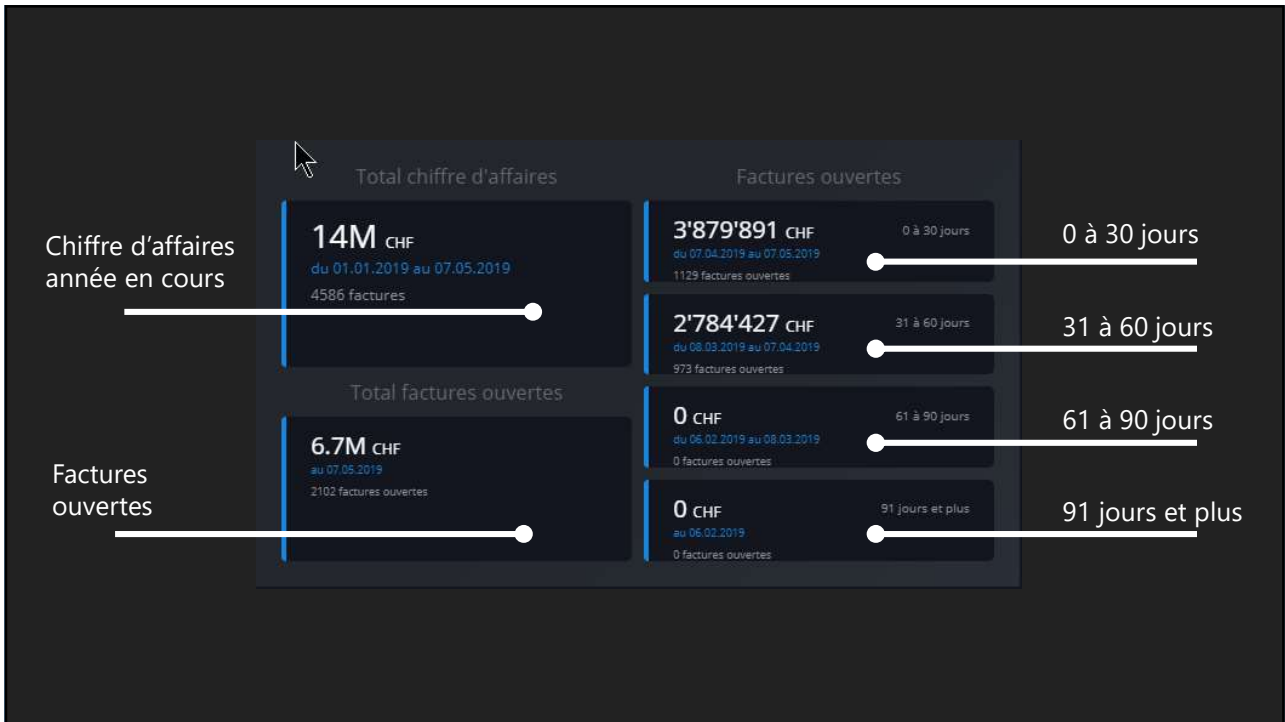 Total chiffre d'affaires
Factures ouvertes
Chiffre d’affaires
année en cours
14M CHF
du 01.01.2019 au 07.05.2019
4586 factures
3'879'891 CHF
0 à 30 jours
du 07.04.2019 au 07.05.2019
1129 factures ouvertes
0 à 30 jours
2'784'427 CHF
31 à 60 jours
du 08.03.2019 au 07.04.2019
973 factures ouvertes
31 à 60 jours
Total factures ouvertes
Factures
ouvertes
6.7M CHF
au 07.05.2019
2102 factures ouvertes
0 CHF
61 à 90 jours
du 06.02.2019 au 08.03.2019
0 factures ouvertes
61 à 90 jours
0 CHF
91 jours et plus
au 06.02.2019
0 factures ouvertes
91 jours et plus